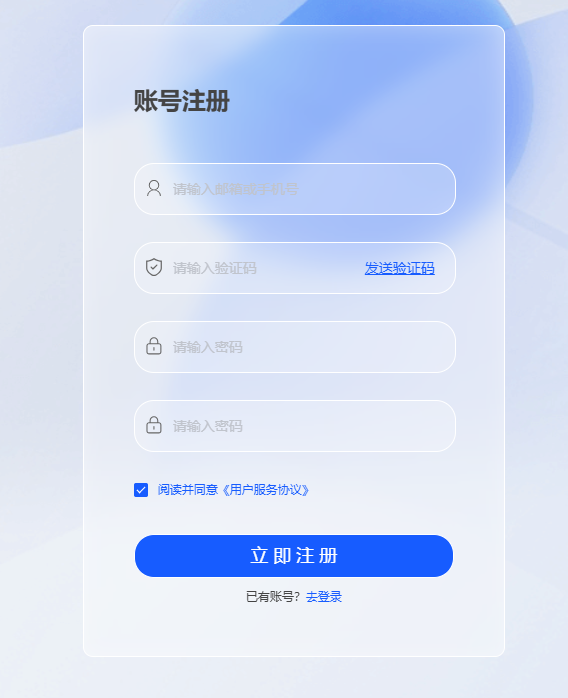 账号注册
请输入邮箱或手机号
请输入验证码 发送验证码
请输入密码
请输入密码
阅读并同意《用户服务协议》
立即注册
已有账号? 去登录